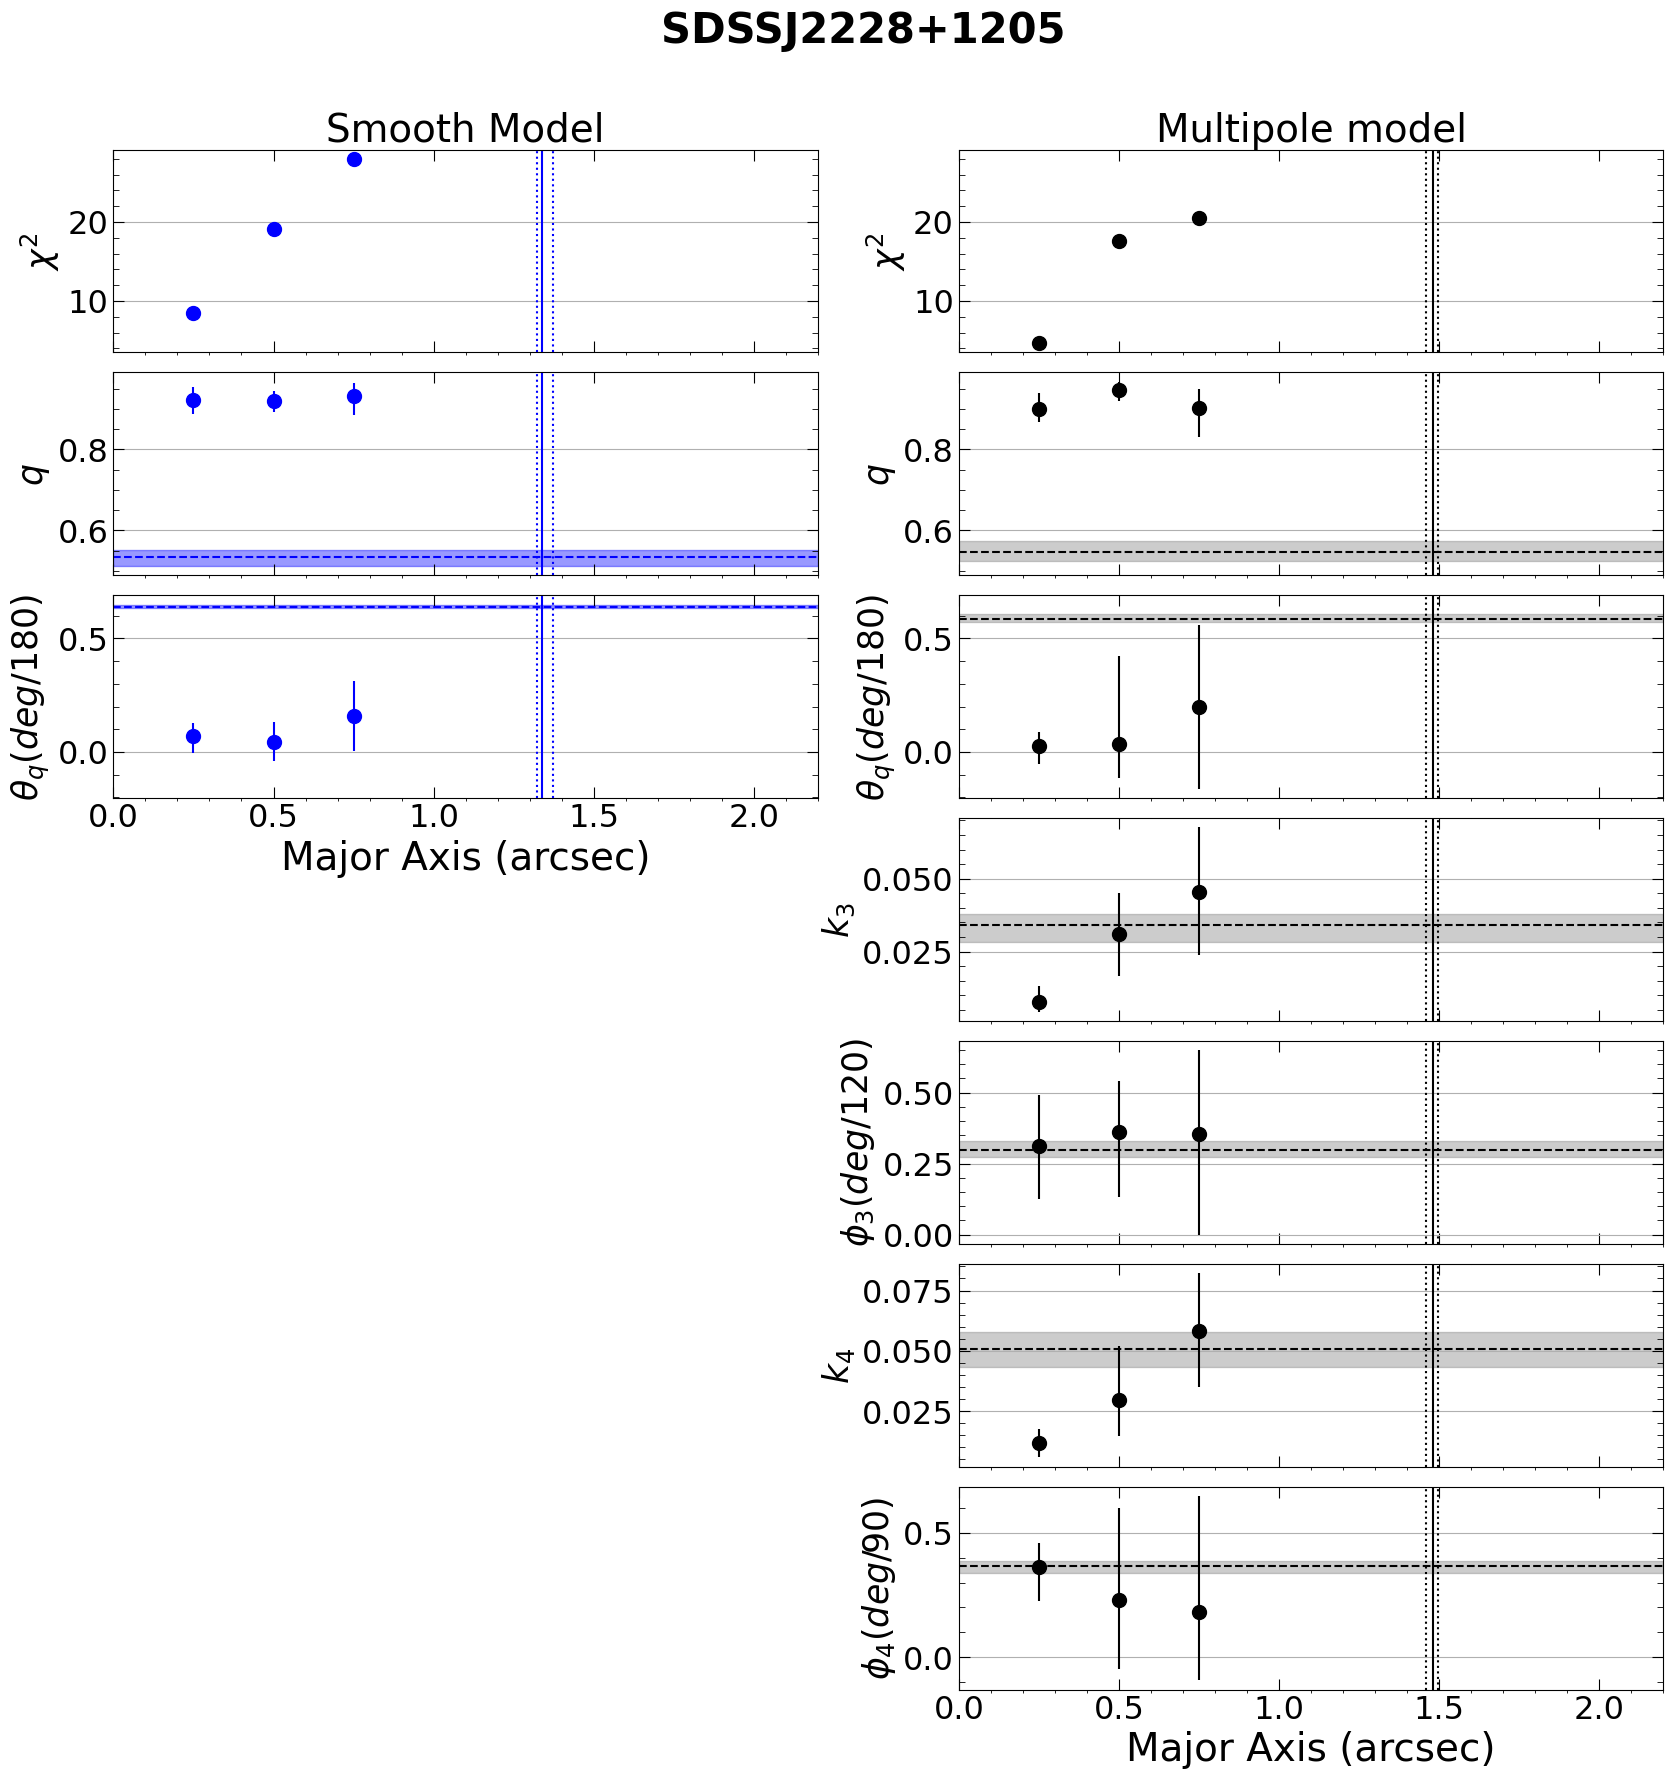 SDSSJ2228+1205
Smooth Model
20
10
χ²
0.8
0.6
q
0.5
0.0
θ_q(deg/180)
0.0 0.5 1.0 1.5 2.0
Major Axis (arcsec)
Multipole model
20
10
χ²
0.8
0.6
q
0.5
0.0
θ_q(deg/180)
0.050
0.025
k₃
0.50
0.25
0.00
ϕ₃(deg/120)
0.075
0.050
0.025
k₄
0.5
0.0
ϕ₄(deg/90)
0.0 0.5 1.0 1.5 2.0
Major Axis (arcsec)